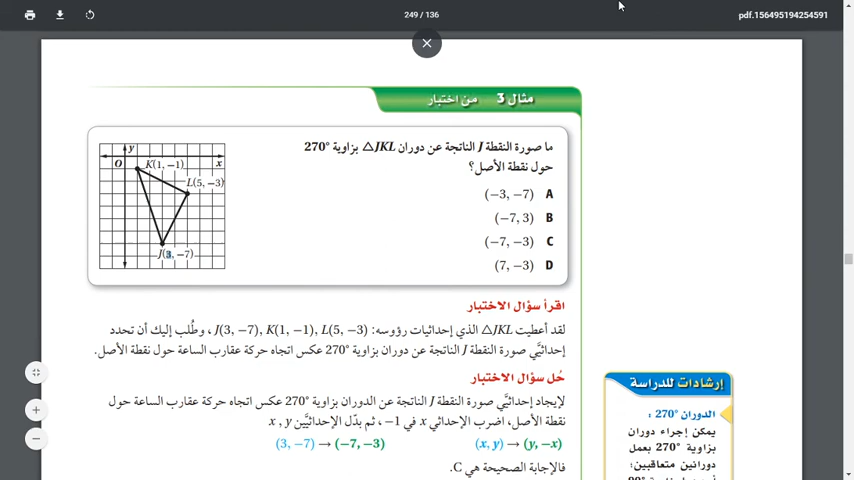 249 / 136
pdf.156495194254591
مثال 3 من اختبار
ما صورة النقطة J الناتجة عن دوران △JKL بزاوية 270°
حول نقطة الأصل؟
(−3, −7) A
(−7, 3) B
(−7, −3) C
(7, −3) D
y
O
x
K(1, −1)
L(5, −3)
J(3, −7)
اقرأ سؤال الاختبار
لقد أعطيت △JKL الذي إحداثيات رؤوسه: J(3, −7), K(1, −1), L(5, −3) ، وطُلب إليك أن تحدد
إحداثيَّي صورة النقطة J الناتجة عن دوران بزاوية 270° عكس اتجاه حركة عقارب الساعة حول نقطة الأصل.
حُل سؤال الاختبار
لإيجاد إحداثيَّي صورة النقطة J الناتجة عن الدوران بزاوية 270° عكس اتجاه حركة عقارب الساعة حول
نقطة الأصل، اضرب الإحداثي x في 1− ، ثم بدّل الإحداثيَّين x , y
(x, y) → (y, −x)
(3, −7) → (−7, −3)
فالإجابة الصحيحة هي C.
إرشادات للدراسة
الدوران 270° :
يمكن إجراء دوران
بزاوية 270° بعمل
دورانين متعاقبين؛